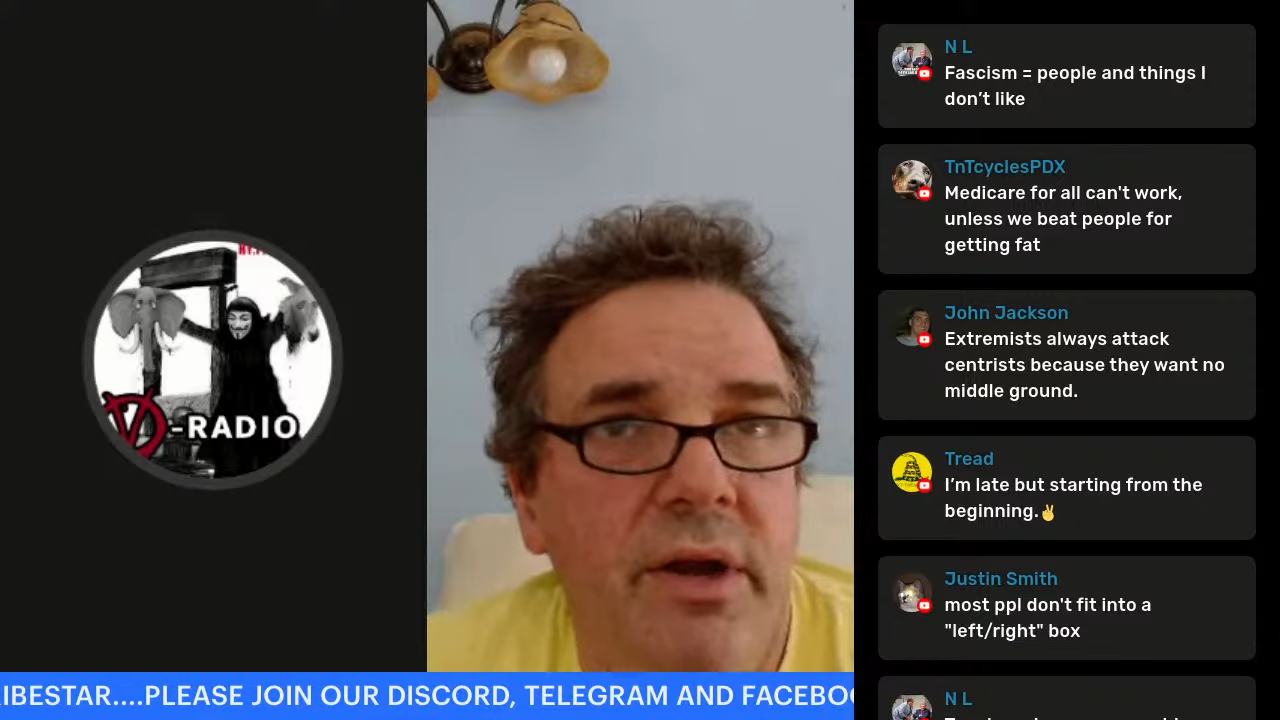 -RADIO
N L
Fascism = people and things I
don’t like
TnTcyclesPDX
Medicare for all can't work,
unless we beat people for
getting fat
John Jackson
Extremists always attack
centrists because they want no
middle ground.
Tread
I’m late but starting from the
beginning.✌️
Justin Smith
most ppl don't fit into a
"left/right" box
N L
IBESTAR....PLEASE JOIN OUR DISCORD, TELEGRAM AND FACEBO